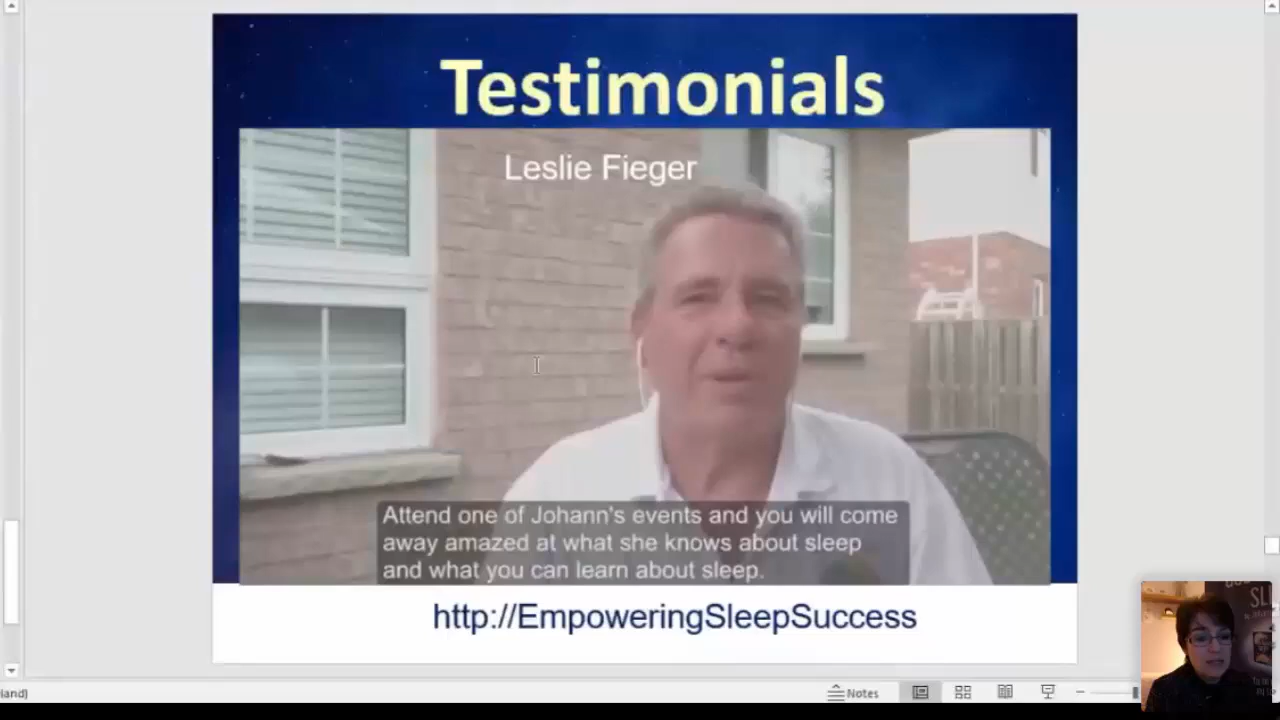 Testimonials
Leslie Fieger
Attend one of Johann's events and you will come
away amazed at what she knows about sleep
and what you can learn about sleep.
http://EmpoweringSleepSuccess
land)
Notes